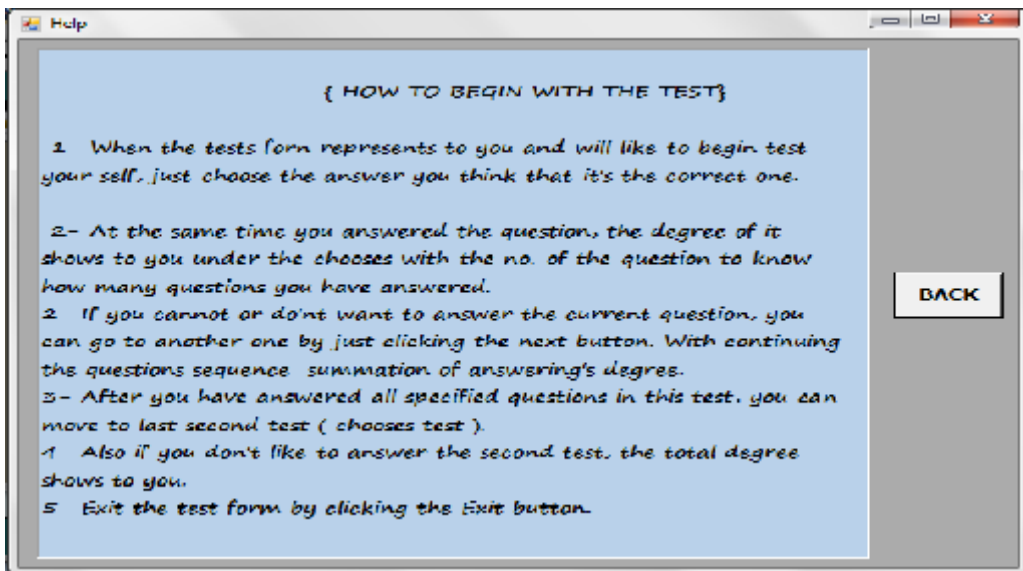 Help
{ HOW TO BEGIN WITH THE TEST}
1 When the tests forn represents to you and will like to begin test
your self, just choose the answer you think that it's the correct one.
2- At the same time you answered the question, the degree of it
shows to you under the chooses with the no. of the question to know
how many questions you have answered.
2 If you cannot or do'nt want to answer the current question, you
can go to another one by just clicking the next button. With continuing
the questions sequence summation of answering's degree.
3- After you have answered all specified questions in this test, you can
move to last second test ( chooses test ).
4 Also if you don't like to answer the second test, the total degree
shows to you.
5 Exit the test form by clicking the Exit button.
BACK